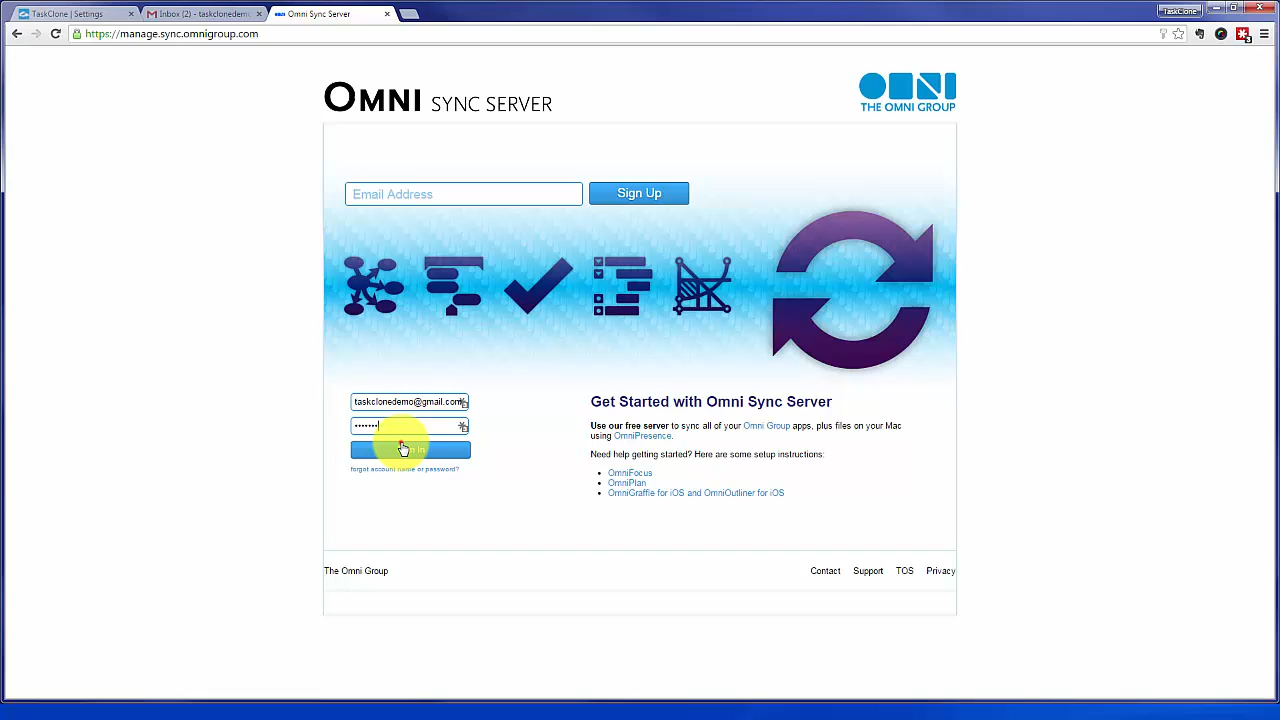 TaskClone | Settings
Inbox (2) - taskclonedemo
Omni Sync Server
TaskClone
https://manage.sync.omnigroup.com
OMNI SYNC SERVER
OMNI
THE OMNI GROUP
Email Address
Sign Up
taskclonedemo@gmail.com
•••••••
forgot account name or password?
Get Started with Omni Sync Server
Use our free server to sync all of your Omni Group apps, plus files on your Mac
using OmniPresence.
Need help getting started? Here are some setup instructions:
OmniFocus
OmniPlan
OmniGraffle for iOS and OmniOutliner for iOS
The Omni Group
Contact Support TOS Privacy